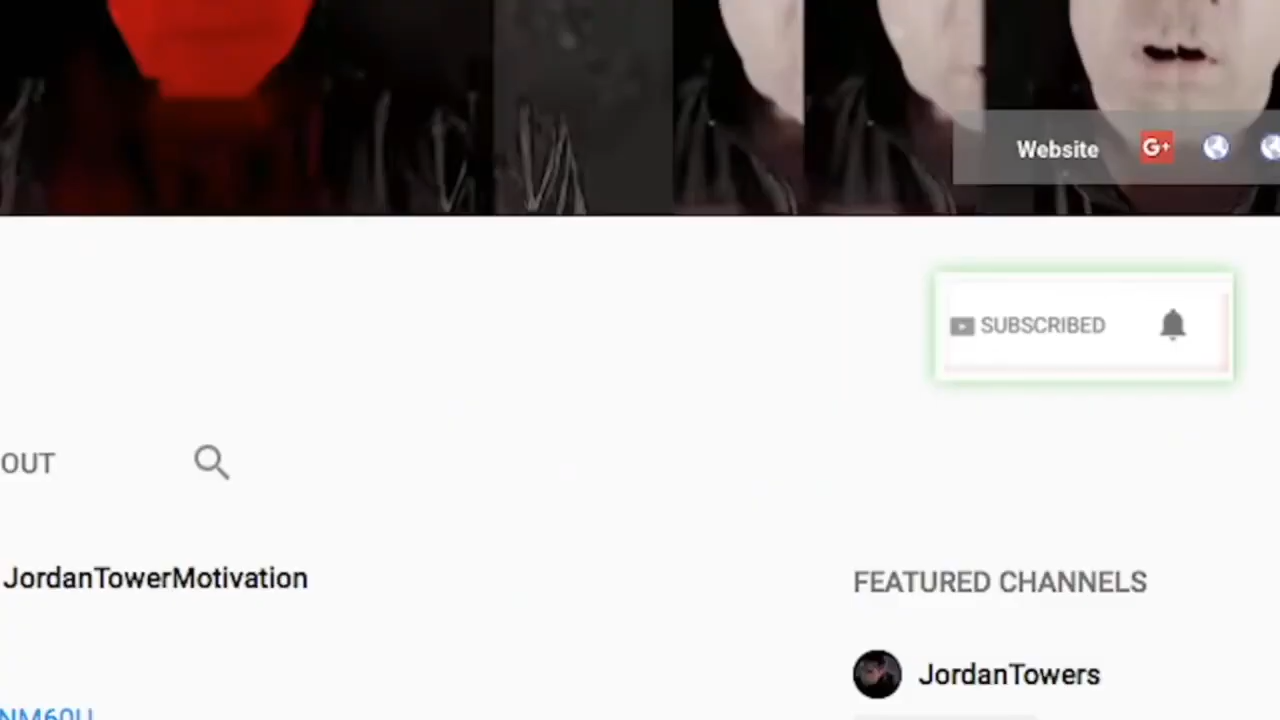 Website G+
SUBSCRIBED
OUT
JordanTowerMotivation
FEATURED CHANNELS
JordanTowers